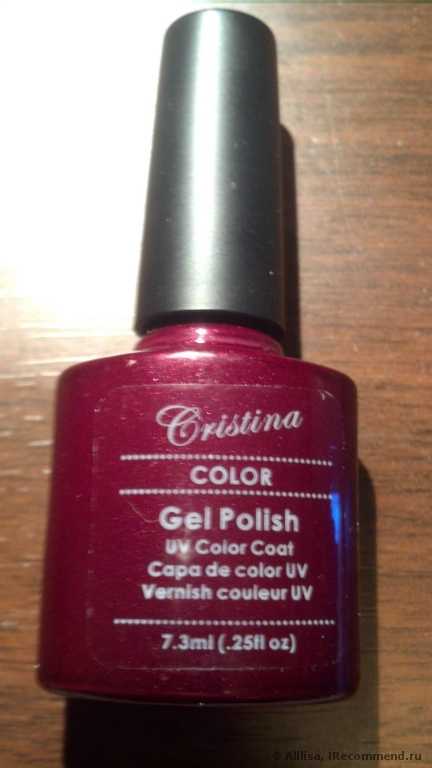 Cristina
COLOR
Gel Polish
UV Color Coat
Capa de color UV
Vernish couleur UV
7.3ml (.25fl oz)
© Alllisa, IRecommend.ru